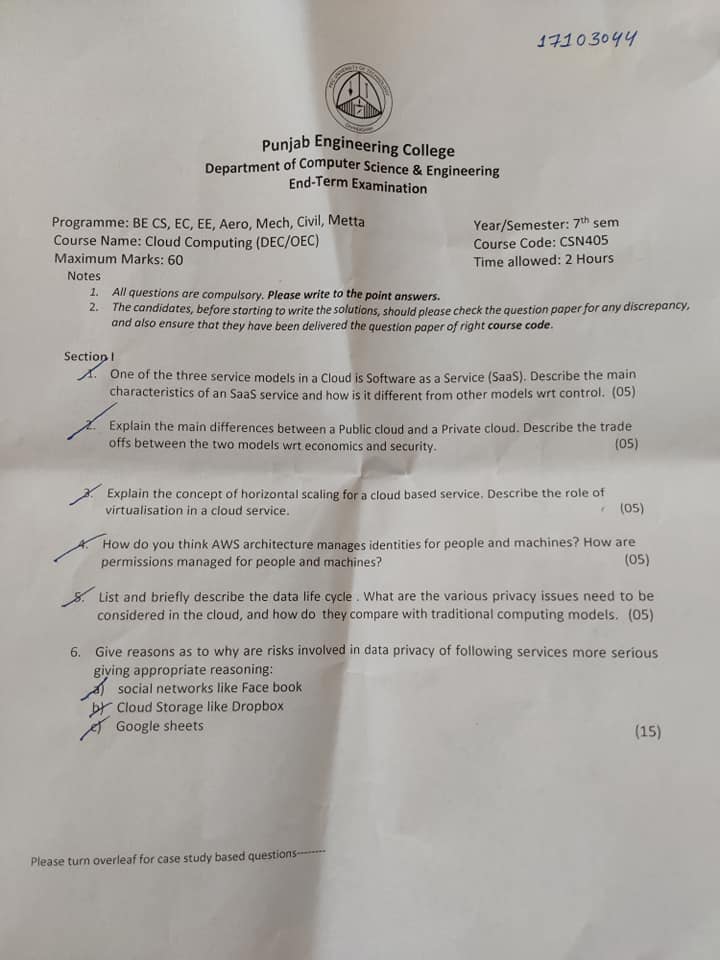 17103044
Punjab Engineering College
Department of Computer Science & Engineering
End-Term Examination
Programme: BE CS, EC, EE, Aero, Mech, Civil, Metta
Year/Semester: 7th sem
Course Name: Cloud Computing (DEC/OEC)
Course Code: CSN405
Maximum Marks: 60
Time allowed: 2 Hours
Notes
1. All questions are compulsory. Please write to the point answers.
2. The candidates, before starting to write the solutions, should please check the question paper for any discrepancy,
and also ensure that they have been delivered the question paper of right course code.
Section I
1. One of the three service models in a Cloud is Software as a Service (SaaS). Describe the main
characteristics of an SaaS service and how is it different from other models wrt control. (05)
2. Explain the main differences between a Public cloud and a Private cloud. Describe the trade
offs between the two models wrt economics and security. (05)
3. Explain the concept of horizontal scaling for a cloud based service. Describe the role of
virtualisation in a cloud service. (05)
4. How do you think AWS architecture manages identities for people and machines? How are
permissions managed for people and machines? (05)
5. List and briefly describe the data life cycle . What are the various privacy issues need to be
considered in the cloud, and how do they compare with traditional computing models. (05)
6. Give reasons as to why are risks involved in data privacy of following services more serious
giving appropriate reasoning:
a) social networks like Face book
b) Cloud Storage like Dropbox
c) Google sheets (15)
Please turn overleaf for case study based questions--------